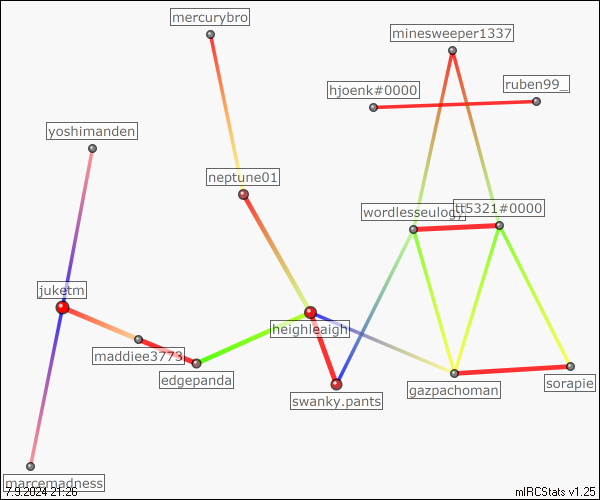 mercurybro
minesweeper1337
hjoenk#0000
ruben99_
yoshimanden
neptune01
tt5321#0000
juketm
heighleaigh
maddiee3773
edgepanda
gazpachoman
sorapie
swanky.pants
marcemadness
7.9.2024 21:26
mIRCStats v1.25